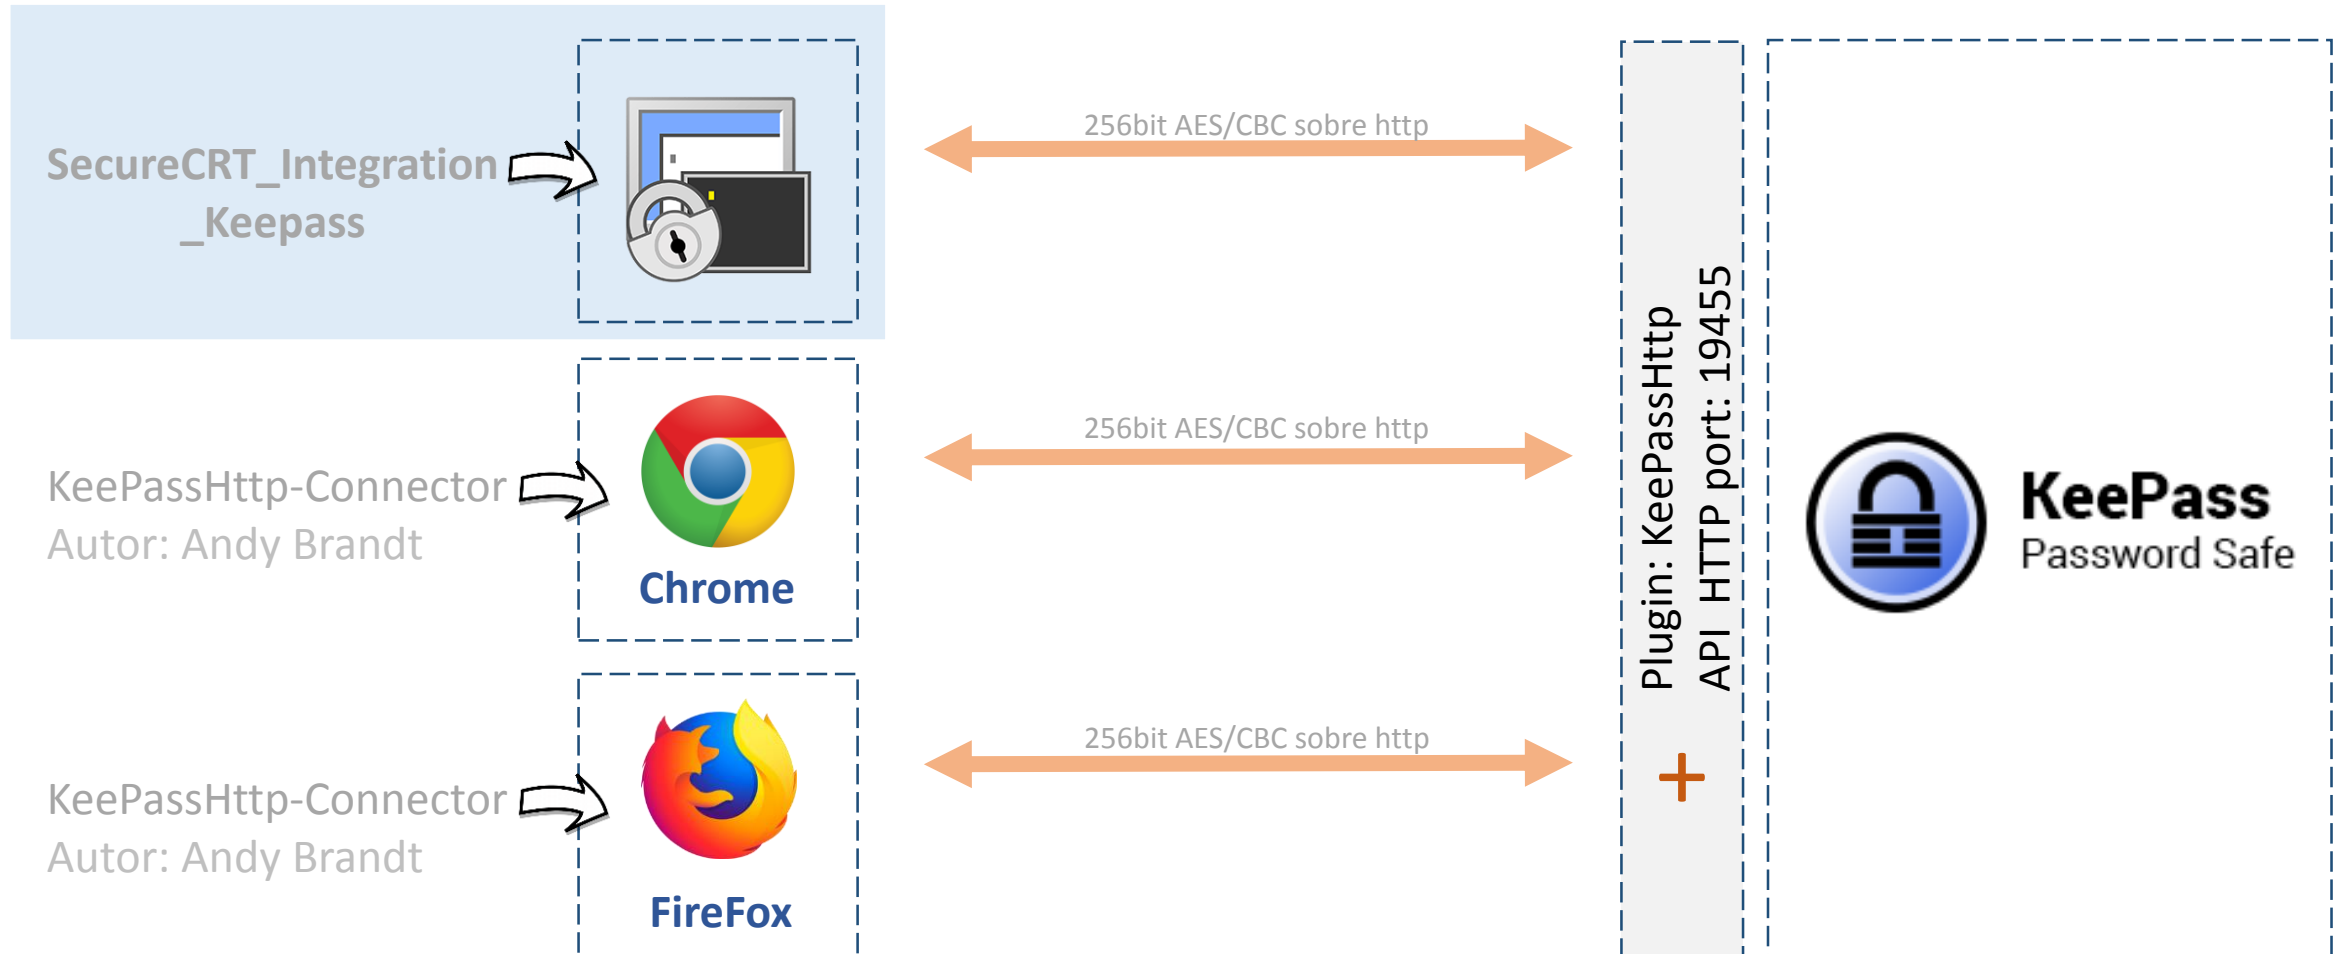 SecureCRT_Integration
_Keepass
256bit AES/CBC sobre http
KeePassHttp-Connector
Autor: Andy Brandt
Chrome
256bit AES/CBC sobre http
KeePassHttp-Connector
Autor: Andy Brandt
FireFox
256bit AES/CBC sobre http
Plugin: KeePassHttp
API HTTP port: 19455
+
KeePass
Password Safe